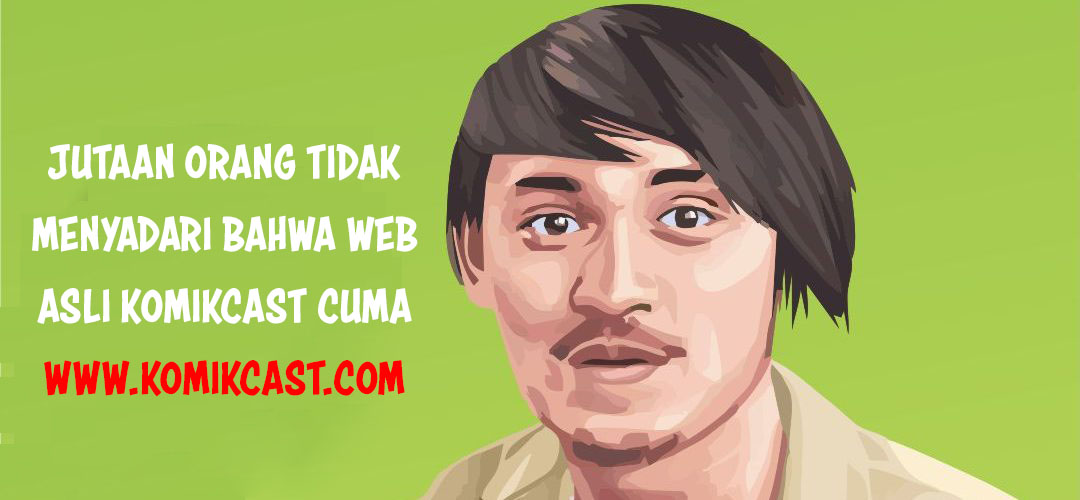 JUTAAN ORANG TIDAK
MENYADARI BAHWA WEB
ASLI KOMIKCAST CUMA
WWW.KOMIKCAST.COM